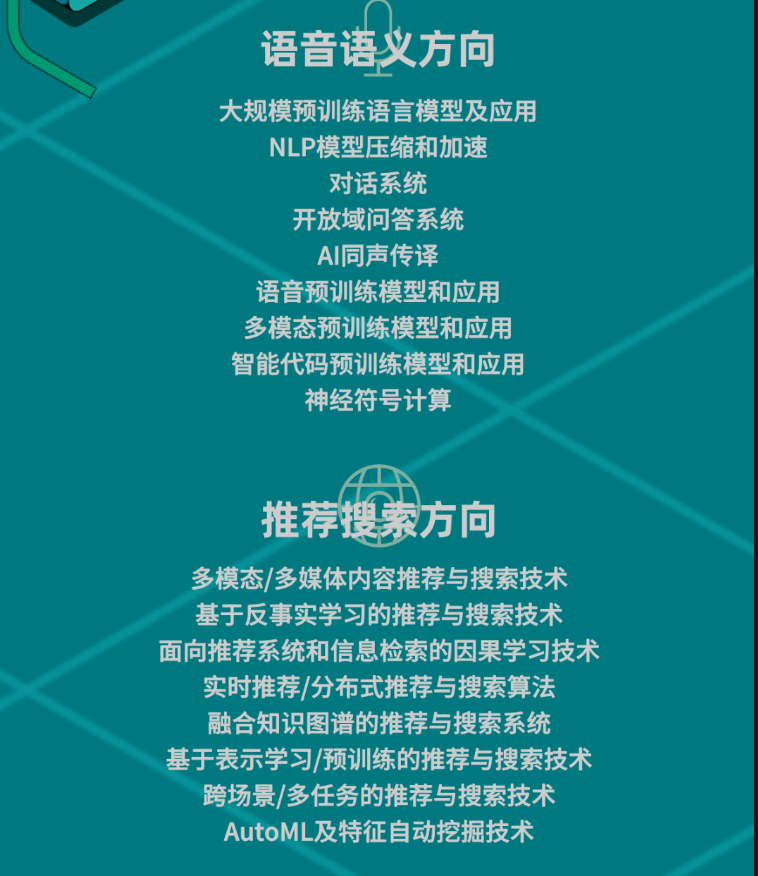 语音语义方向
大规模预训练语言模型及应用
NLP模型压缩和加速
对话系统
开放域问答系统
AI同声传译
语音预训练模型和应用
多模态预训练模型和应用
智能代码预训练模型和应用
神经符号计算
推荐搜索方向
多模态/多媒体内容推荐与搜索技术
基于反事实学习的推荐与搜索技术
面向推荐系统和信息检索的因果学习技术
实时推荐/分布式推荐与搜索算法
融合知识图谱的推荐与搜索系统
基于表示学习/预训练的推荐与搜索技术
跨场景/多任务的推荐与搜索技术
AutoML及特征自动挖掘技术